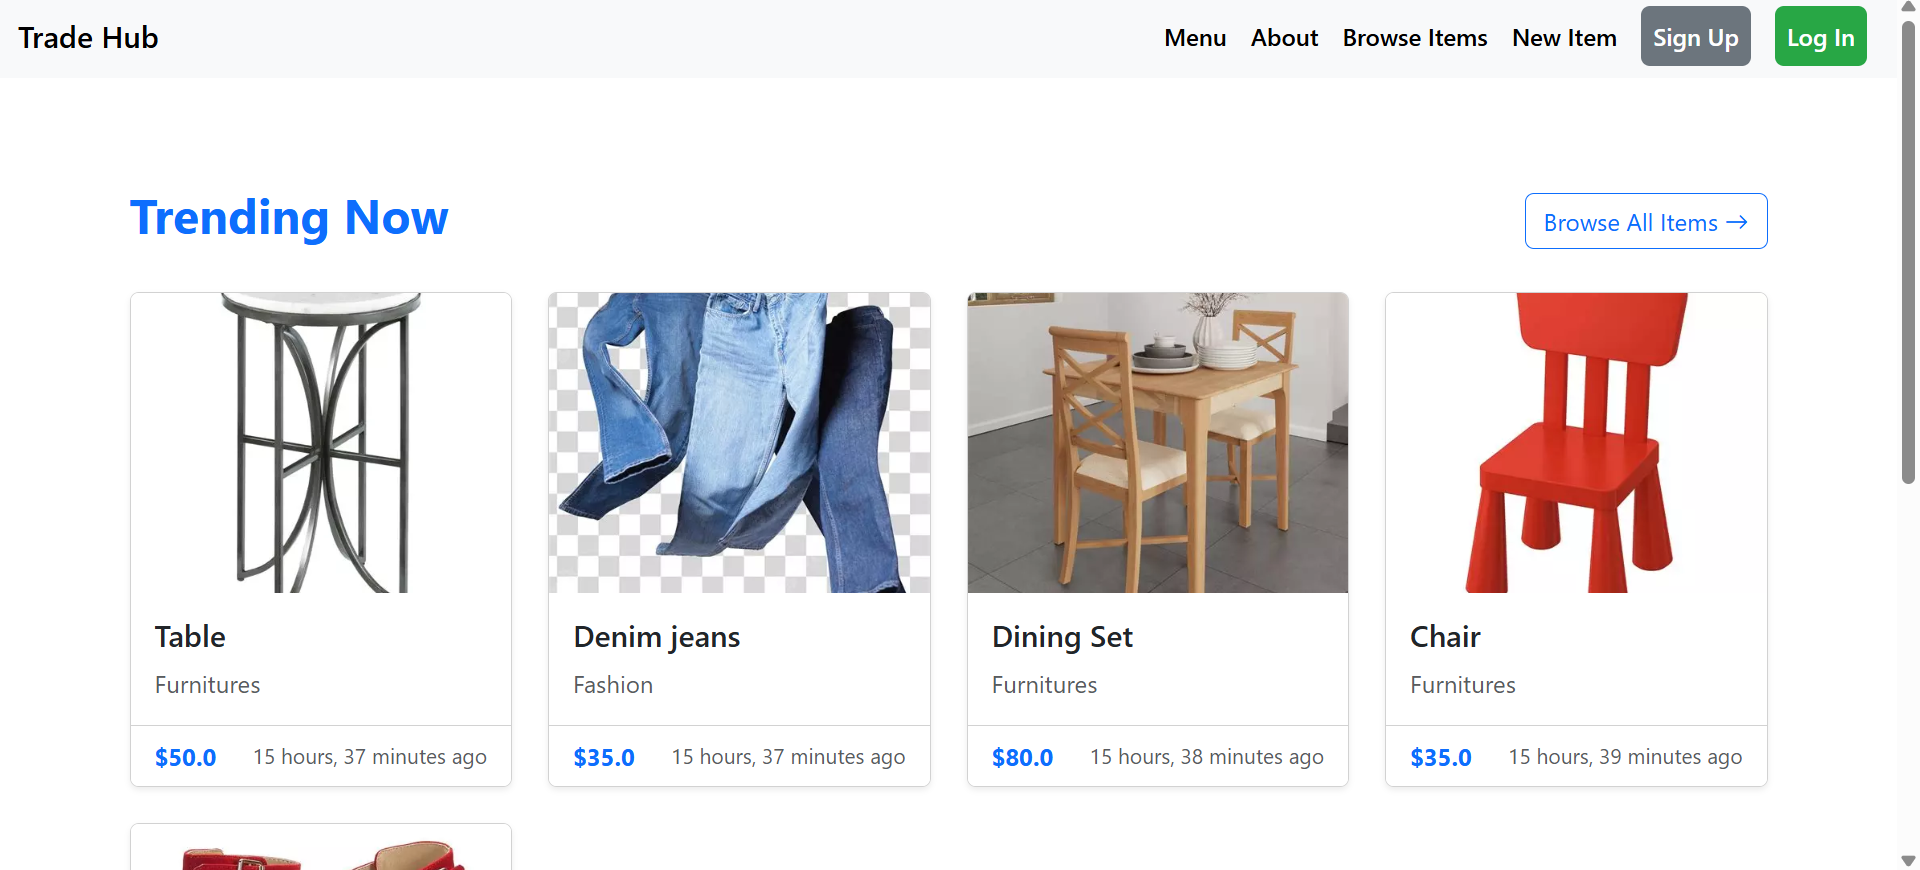 Trade Hub
Menu About Browse Items New Item Sign Up Log In
Trending Now
Browse All Items →
Table
Furnitures
$50.0 15 hours, 37 minutes ago
Denim jeans
Fashion
$35.0 15 hours, 37 minutes ago
Dining Set
Furnitures
$80.0 15 hours, 38 minutes ago
Chair
Furnitures
$35.0 15 hours, 39 minutes ago